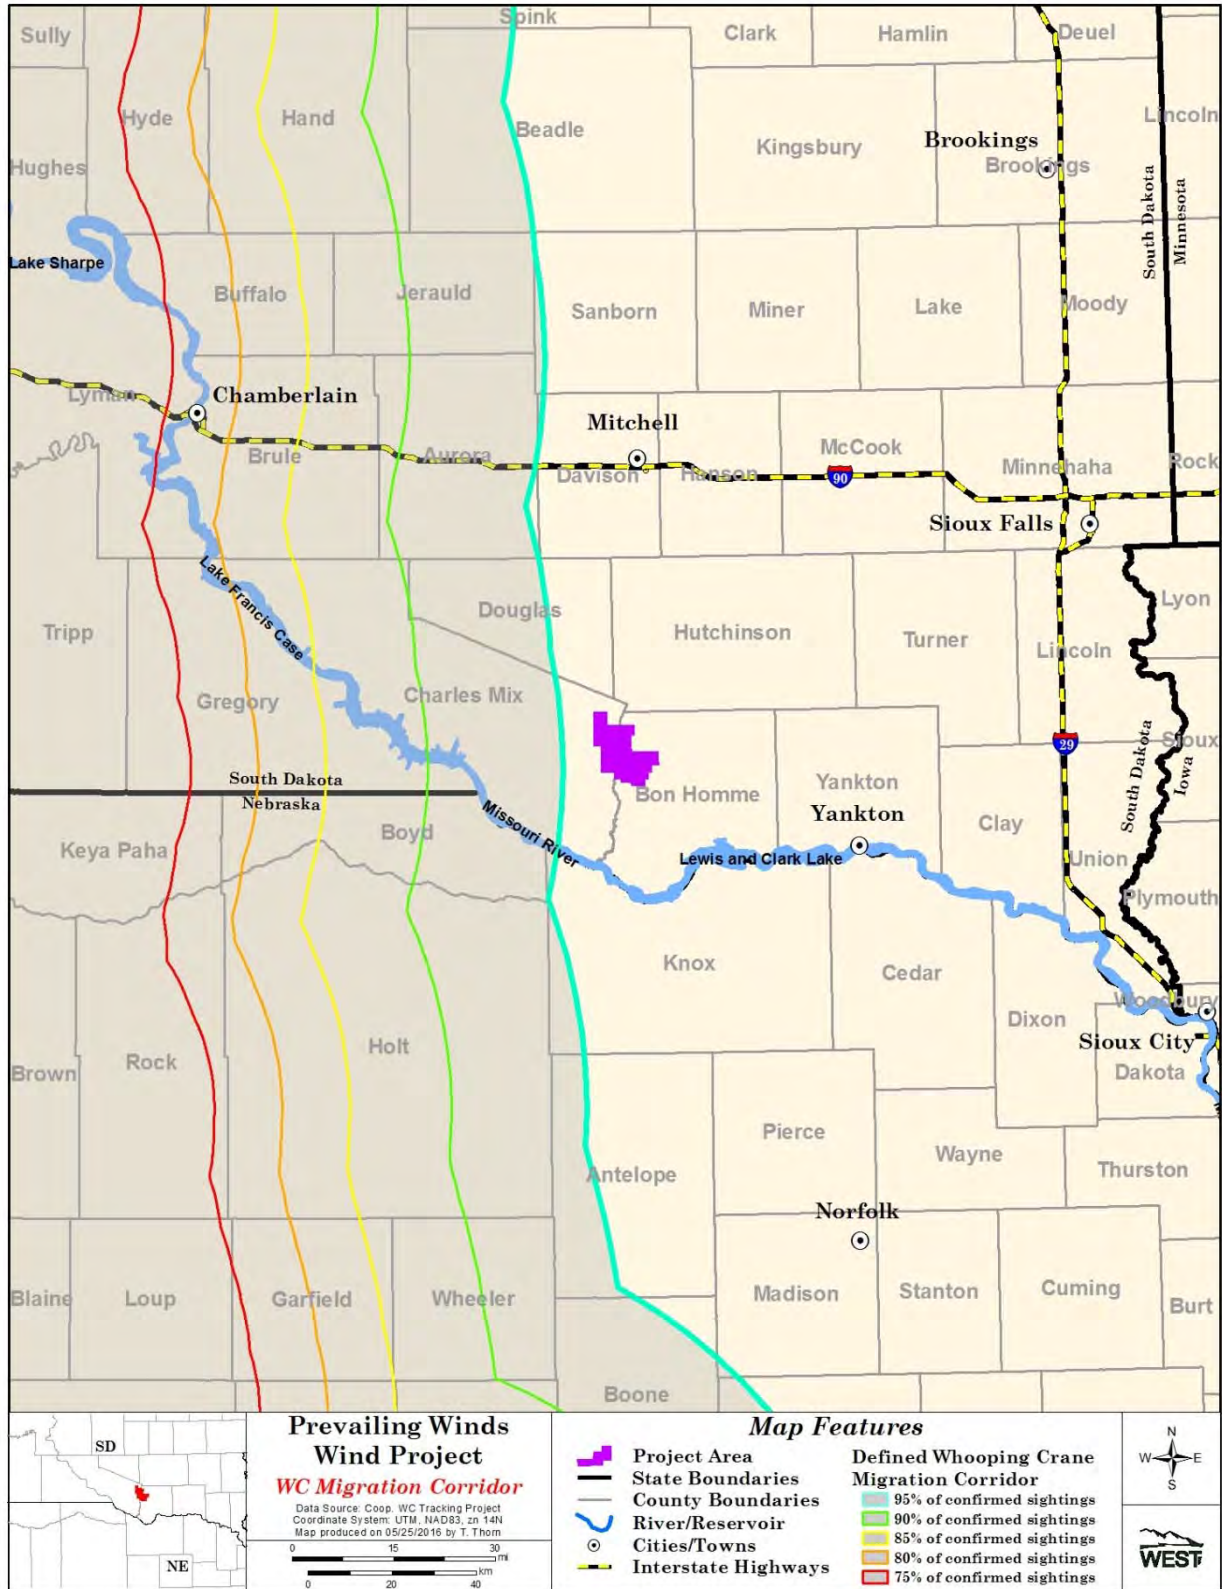 Spink
Sully
Clark
Hamlin
Deuel
Hyde
Hand
Beadle
Lincoln
Kingsbury
Brookings
Brookings
Hughes
South Dakota
Minnesota
Lake Sharpe
Buffalo
Jerauld
Sanborn
Miner
Lake
Moody
Lyman
Chamberlain
Mitchell
Brule
Aurora
Davison
Hanson
McCook
90
Minnehaha
Rock
Sioux Falls
Lake Francis Case
Tripp
Douglas
Hutchinson
Turner
Lincoln
Lyon
Gregory
Charles Mix
29
Sioux
South Dakota
Iowa
South Dakota
Nebraska
Bon Homme
Yankton
Yankton
Clay
Keya Paha
Boyd
Missouri River
Lewis and Clark Lake
Union
Plymouth
Knox
Cedar
Dixon
Woodbury
Sioux City
Dakota
Brown
Rock
Holt
Pierce
Wayne
Thurston
Antelope
Norfolk
Blaine
Loup
Garfield
Wheeler
Madison
Stanton
Cuming
Burt
Boone
SD
NE
Prevailing Winds
Wind Project
WC Migration Corridor
Data Source: Coop. WC Tracking Project
Coordinate System: UTM, NAD83, zn 14N
Map produced on 05/25/2016 by T. Thorn
0 15 30
mi
km
0 20 40
Map Features
Project Area
State Boundaries
County Boundaries
River/Reservoir
Cities/Towns
Interstate Highways
Defined Whooping Crane
Migration Corridor
95% of confirmed sightings
90% of confirmed sightings
85% of confirmed sightings
80% of confirmed sightings
75% of confirmed sightings
N
W E
S
WEST